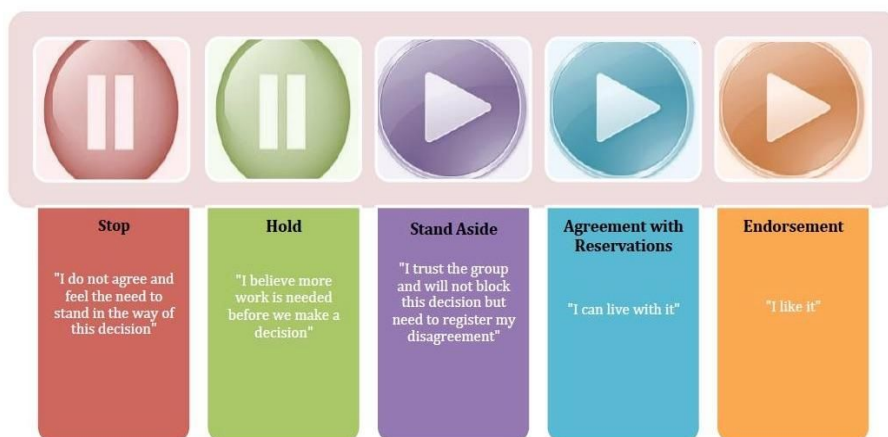 Stop
"I do not agree and
feel the need to
stand in the way of
this decision"
Hold
"I believe more
work is needed
before we make a
decision"
Stand Aside
"I trust the group
and will not block
this decision but
need to register my
disagreement"
Agreement with
Reservations
"I can live with it"
Endorsement
"I like it"